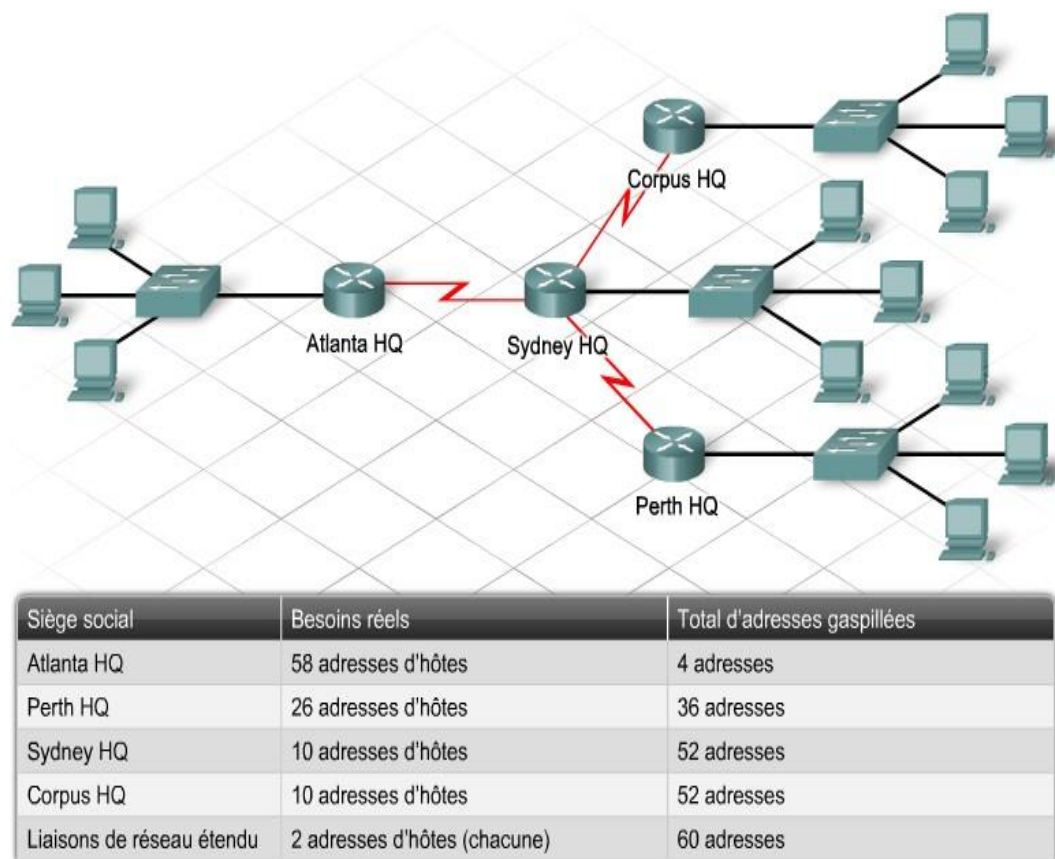 Corpus HQ
Atlanta HQ
Sydney HQ
Perth HQ
Siège social Besoins réels Total d'adresses gaspillées
Atlanta HQ 58 adresses d'hôtes 4 adresses
Perth HQ 26 adresses d'hôtes 36 adresses
Sydney HQ 10 adresses d'hôtes 52 adresses
Corpus HQ 10 adresses d'hôtes 52 adresses
Liaisons de réseau étendu 2 adresses d'hôtes (chacune) 60 adresses